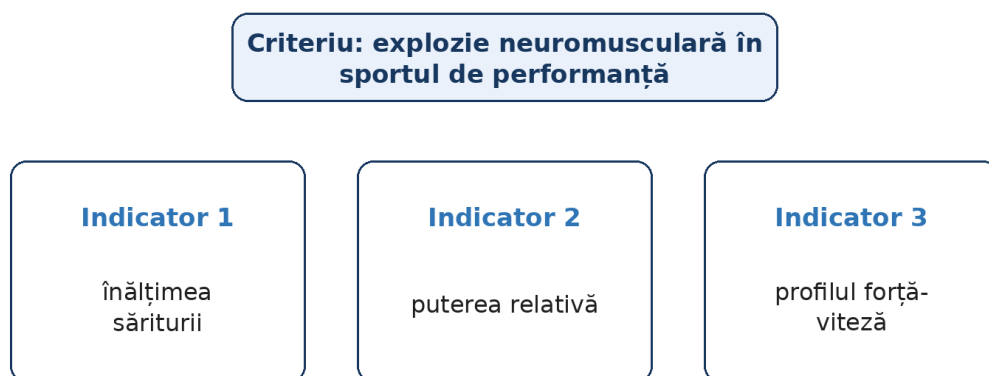 Criteriu: explozie neuromusculară în
sportul de performanță
Indicator 1
înălțimea
săriturii
Indicator 2
puterea relativă
Indicator 3
profilul forță-
viteză